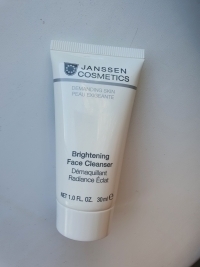 JANSSEN
COSMETICS
DEMANDING SKIN
PEAU EXIGEANTE
Brightening
Face Cleanser
Démaquillant
Radiance Éclat
NET 1.0 FL. OZ. 30ml ℮